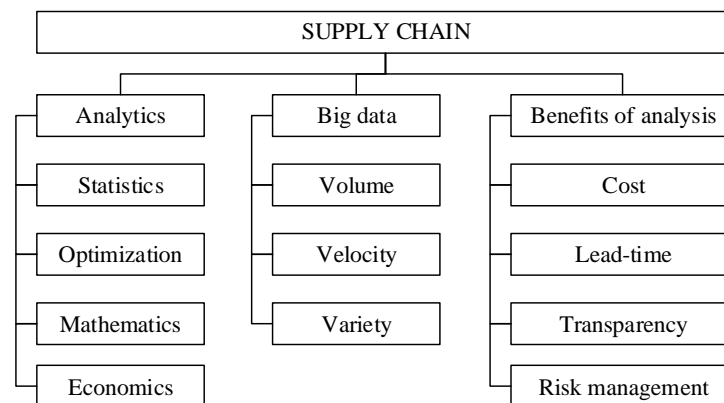 SUPPLY CHAIN
Analytics
Statistics
Optimization
Mathematics
Economics
Big data
Volume
Velocity
Variety
Benefits of analysis
Cost
Lead-time
Transparency
Risk management